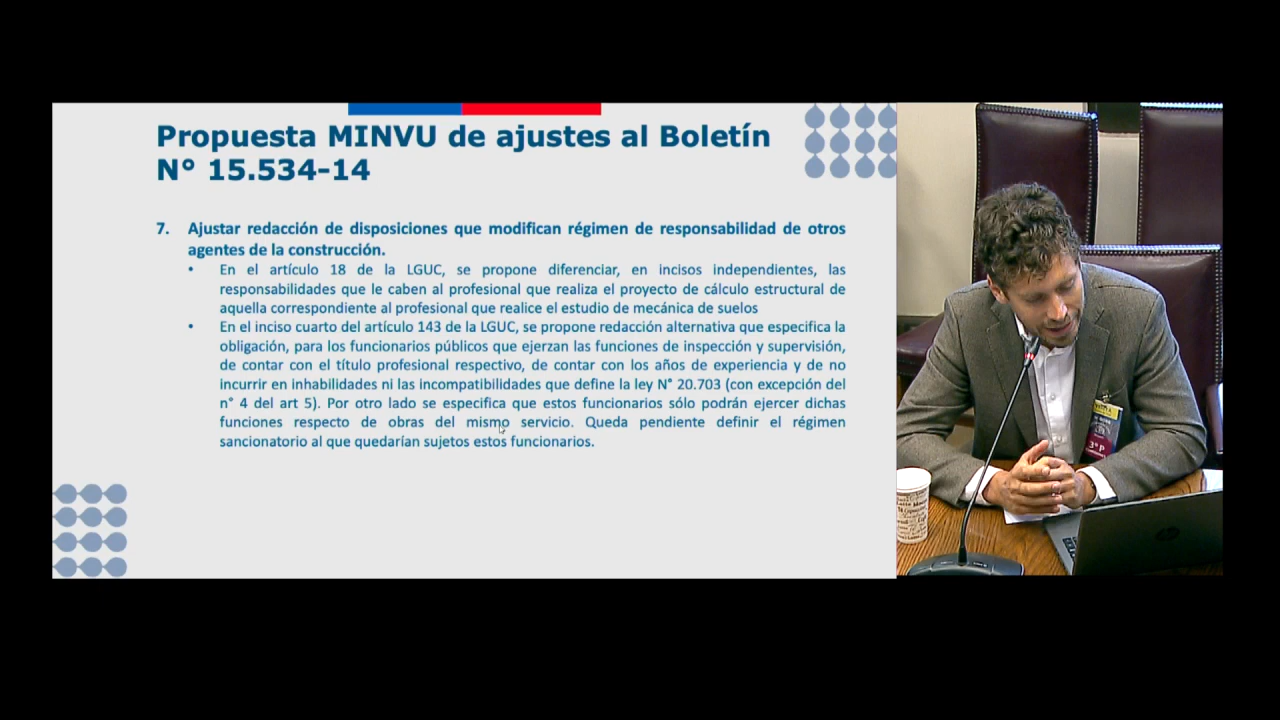 Propuesta MINVU de ajustes al Boletín
N° 15.534-14
7. Ajustar redacción de disposiciones que modifican régimen de responsabilidad de otros
agentes de la construcción.
• En el artículo 18 de la LGUC, se propone diferenciar, en incisos independientes, las
responsabilidades que le caben al profesional que realiza el proyecto de cálculo estructural de
aquella correspondiente al profesional que realice el estudio de mecánica de suelos
• En el inciso cuarto del artículo 143 de la LGUC, se propone redacción alternativa que especifica la
obligación, para los funcionarios públicos que ejerzan las funciones de inspección y supervisión,
de contar con el título profesional respectivo, de contar con los años de experiencia y de no
incurrir en inhabilidades ni las incompatibilidades que define la ley N° 20.703 (con excepción del
n° 4 del art 5). Por otro lado se especifica que estos funcionarios sólo podrán ejercer dichas
funciones respecto de obras del mismo servicio. Queda pendiente definir el régimen
sancionatorio al que quedarían sujetos estos funcionarios.
3° P